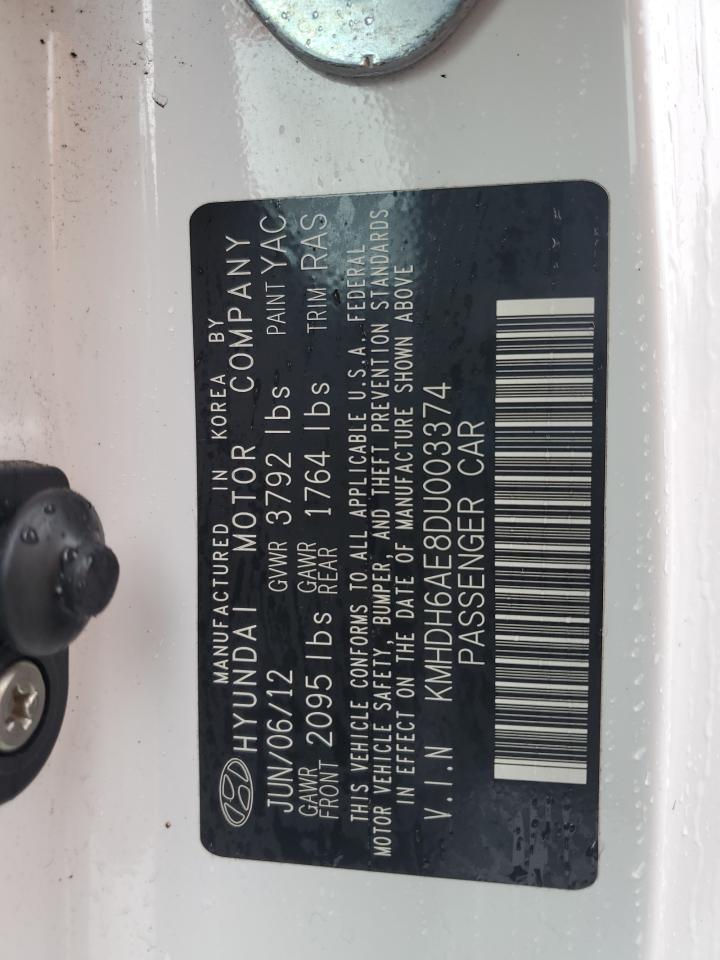 MANUFACTURED IN KOREA BY
HYUNDAI MOTOR COMPANY
JUN/06/12 GVWR 3792 lbs PAINT YAC
GAWR FRONT 2095 lbs GAWR REAR 1764 lbs TRIM RAS
THIS VEHICLE CONFORMS TO ALL APPLICABLE U.S.A. FEDERAL
MOTOR VEHICLE SAFETY, BUMPER, AND THEFT PREVENTION STANDARDS
IN EFFECT ON THE DATE OF MANUFACTURE SHOWN ABOVE
V.I.N KMHDH6AE8DU003374
PASSENGER CAR